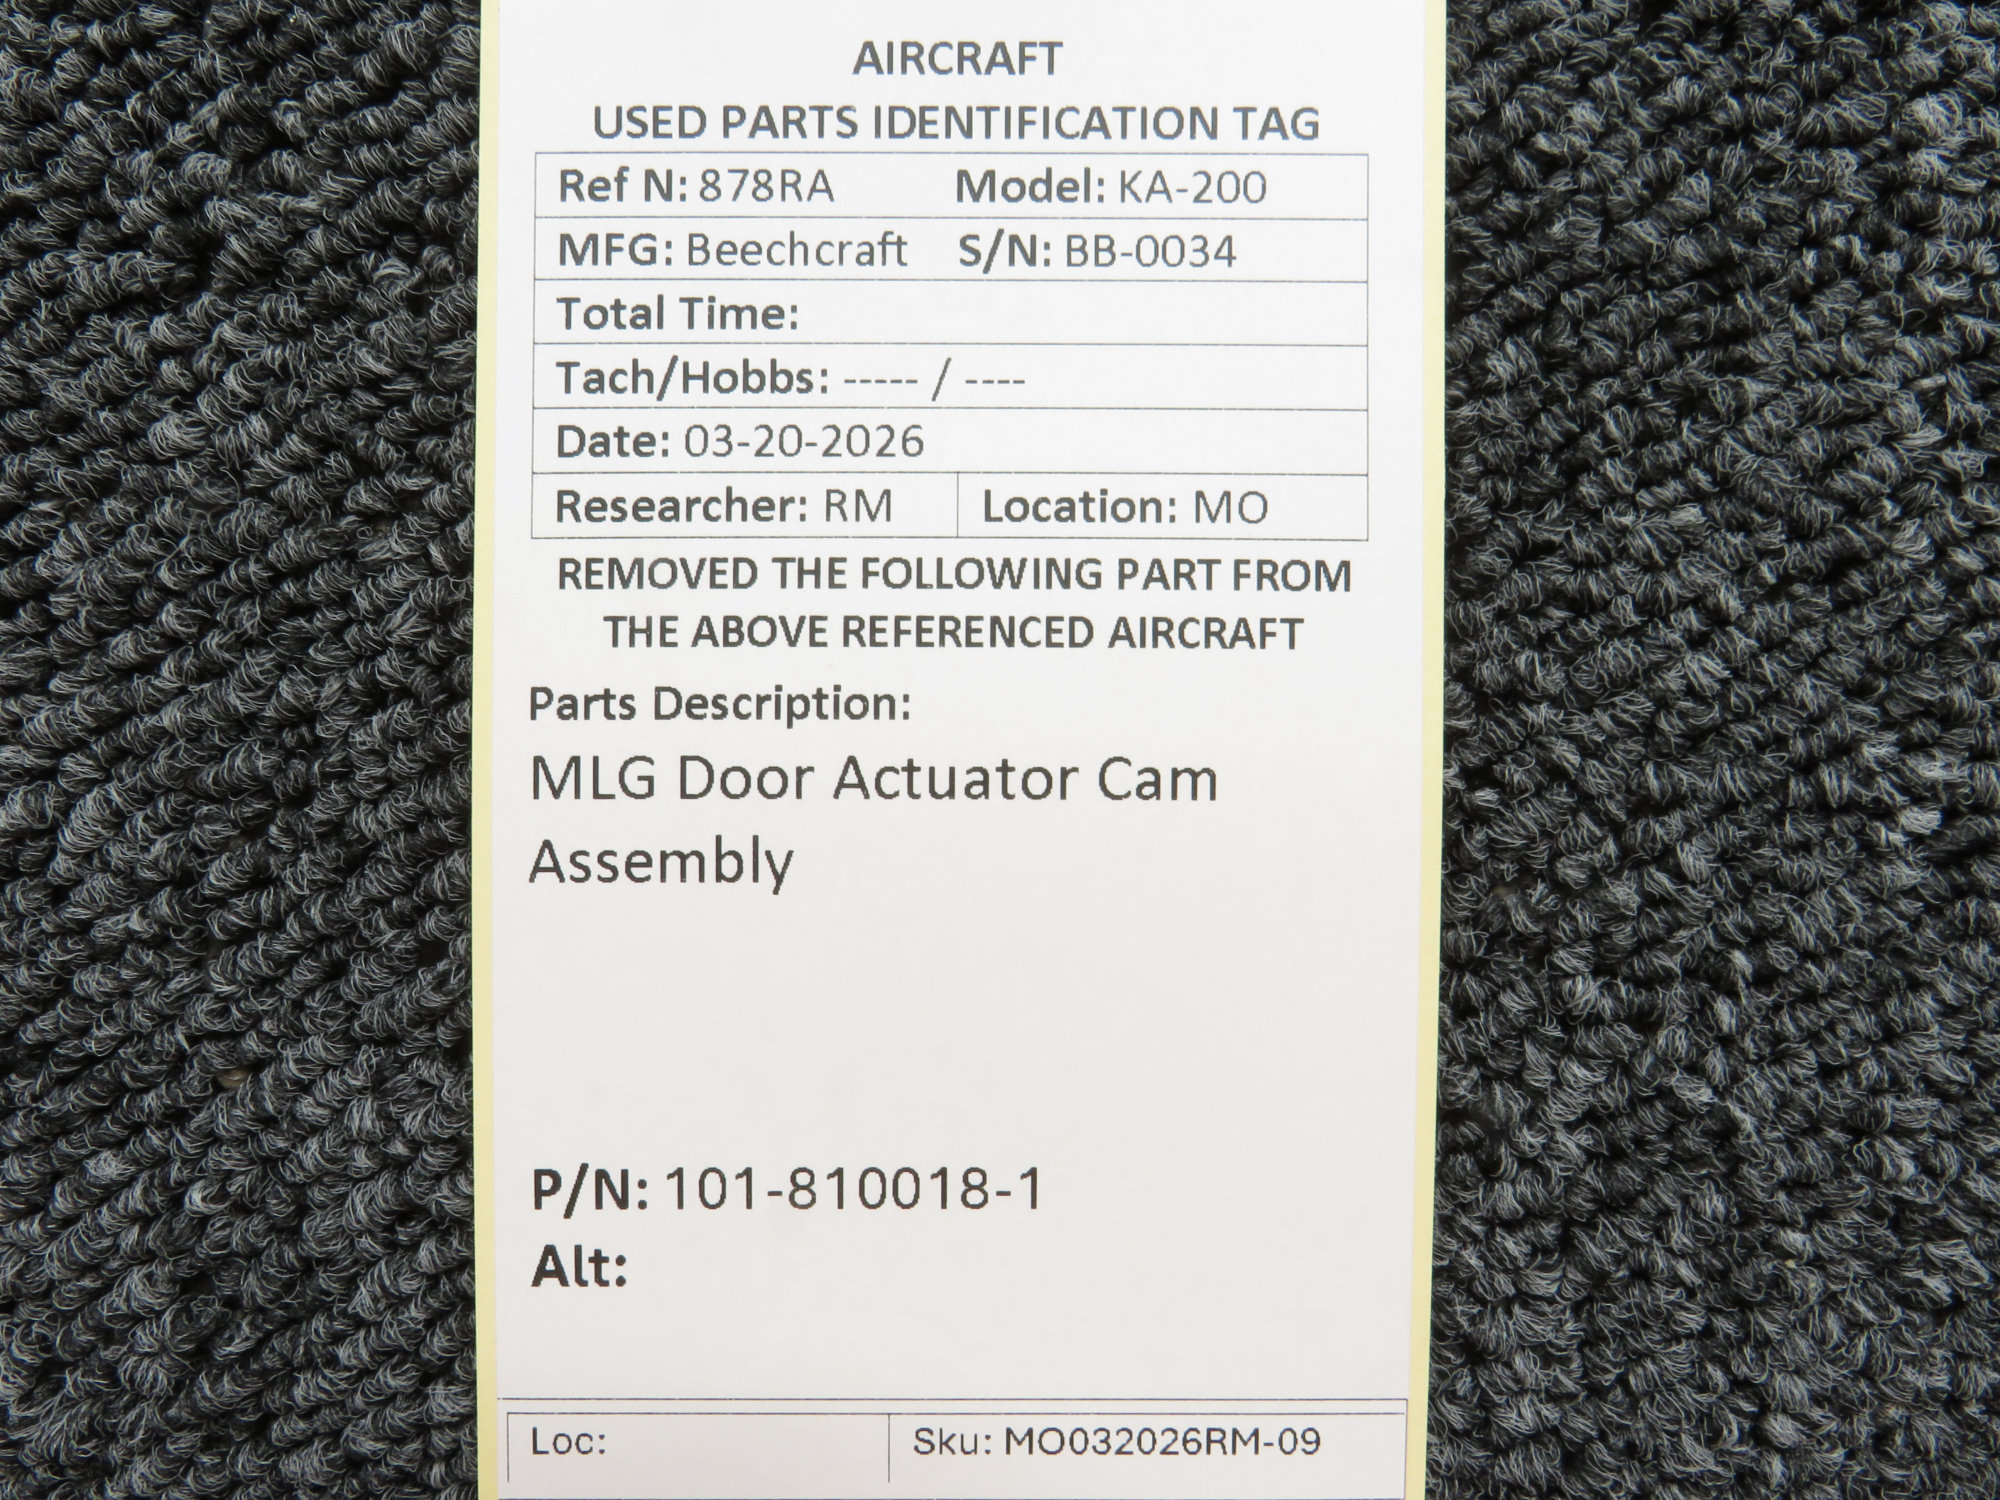 AIRCRAFT
USED PARTS IDENTIFICATION TAG
Ref N: 878RA Model: KA-200
MFG: Beechcraft S/N: BB-0034
Total Time:
Tach/Hobbs: ----- / ----
Date: 03-20-2026
Researcher: RM Location: MO
REMOVED THE FOLLOWING PART FROM
THE ABOVE REFERENCED AIRCRAFT
Parts Description:
MLG Door Actuator Cam
Assembly
P/N: 101-810018-1
Alt:
Loc: Sku: MO032026RM-09